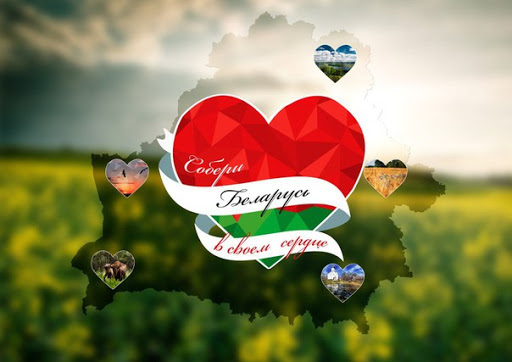 Собери
Беларусь
в своем сердце